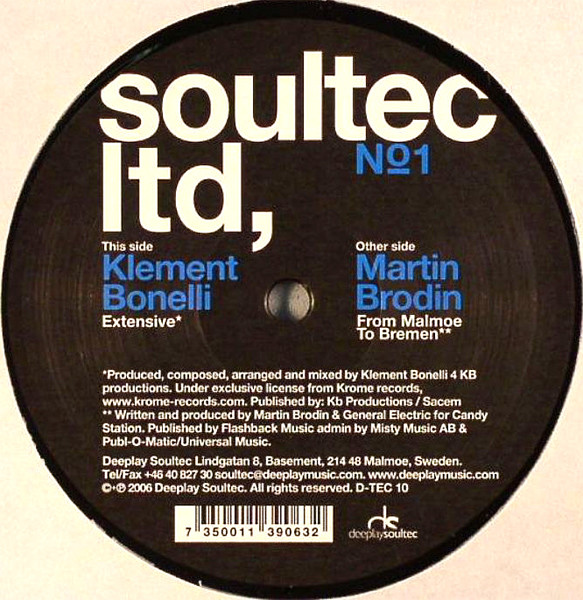 soultec
ltd,
Nº1
This side
Klement
Bonelli
Extensive*
Other side
Martin
Brodin
From Malmoe
To Bremen**
*Produced, composed, arranged and mixed by Klement Bonelli 4 KB
productions. Under exclusive license from Krome records,
www.krome-records.com. Published by: Kb Productions / Sacem
** Written and produced by Martin Brodin & General Electric for Candy
Station. Published by Flashback Music admin by Misty Music AB &
Publ-O-Matic/Universal Music.
Deeplay Soultec Lindgatan 8, Basement, 214 48 Malmoe, Sweden.
Tel/Fax +46 40 827 30 soultec@deeplaymusic.com. www.deeplaymusic.com
©+℗ 2006 Deeplay Soultec. All rights reserved. D-TEC 10
7 350011 390632
ds
deeplaysoultec